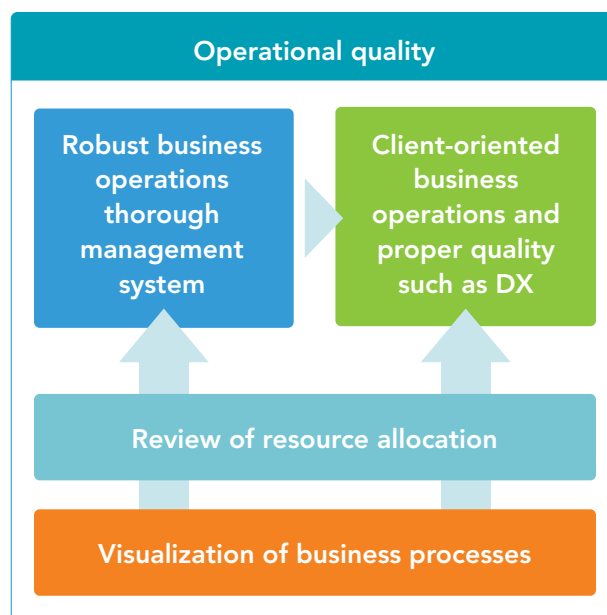 Operational quality
Robust business
operations
thorough
management
system
Client-oriented
business
operations and
proper quality
such as DX
Review of resource allocation
Visualization of business processes